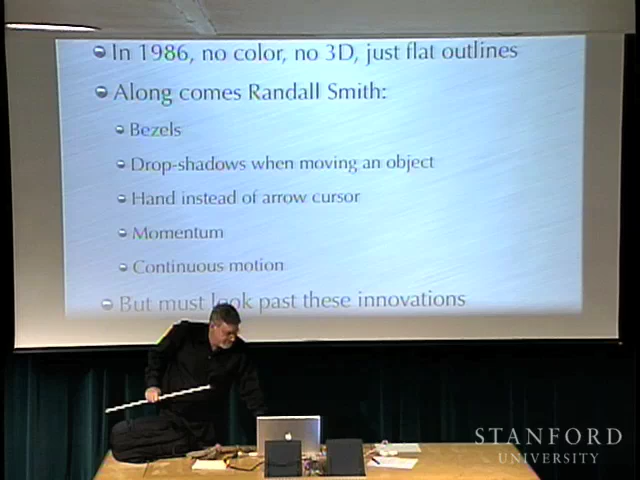 In 1986, no color, no 3D, just flat outlines
Along comes Randall Smith:
Bezels
Drop-shadows when moving an object
Hand instead of arrow cursor
Momentum
Continuous motion
But must look past these innovations
STANFORD
UNIVERSITY